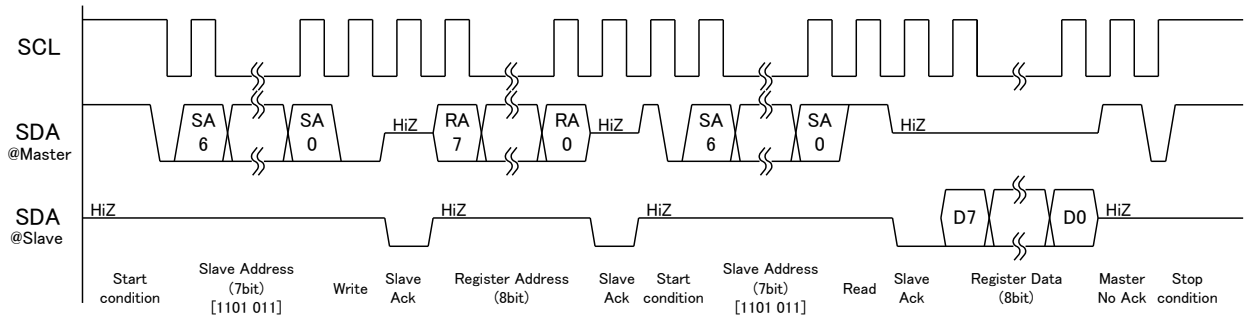 SCL
SDA
@Master
SA
6
SA
0
HiZ
RA
7
RA
0
HiZ
SA
6
SA
0
HiZ
SDA
@Slave
HiZ
HiZ
HiZ
D7
D0
HiZ
Start
condition
Slave Address
(7bit)
[1101 011]
Write
Slave
Ack
Register Address
(8bit)
Slave
Ack
Start
condition
Slave Address
(7bit)
[1101 011]
Read
Slave
Ack
Register Data
(8bit)
Master
No Ack
Stop
condition